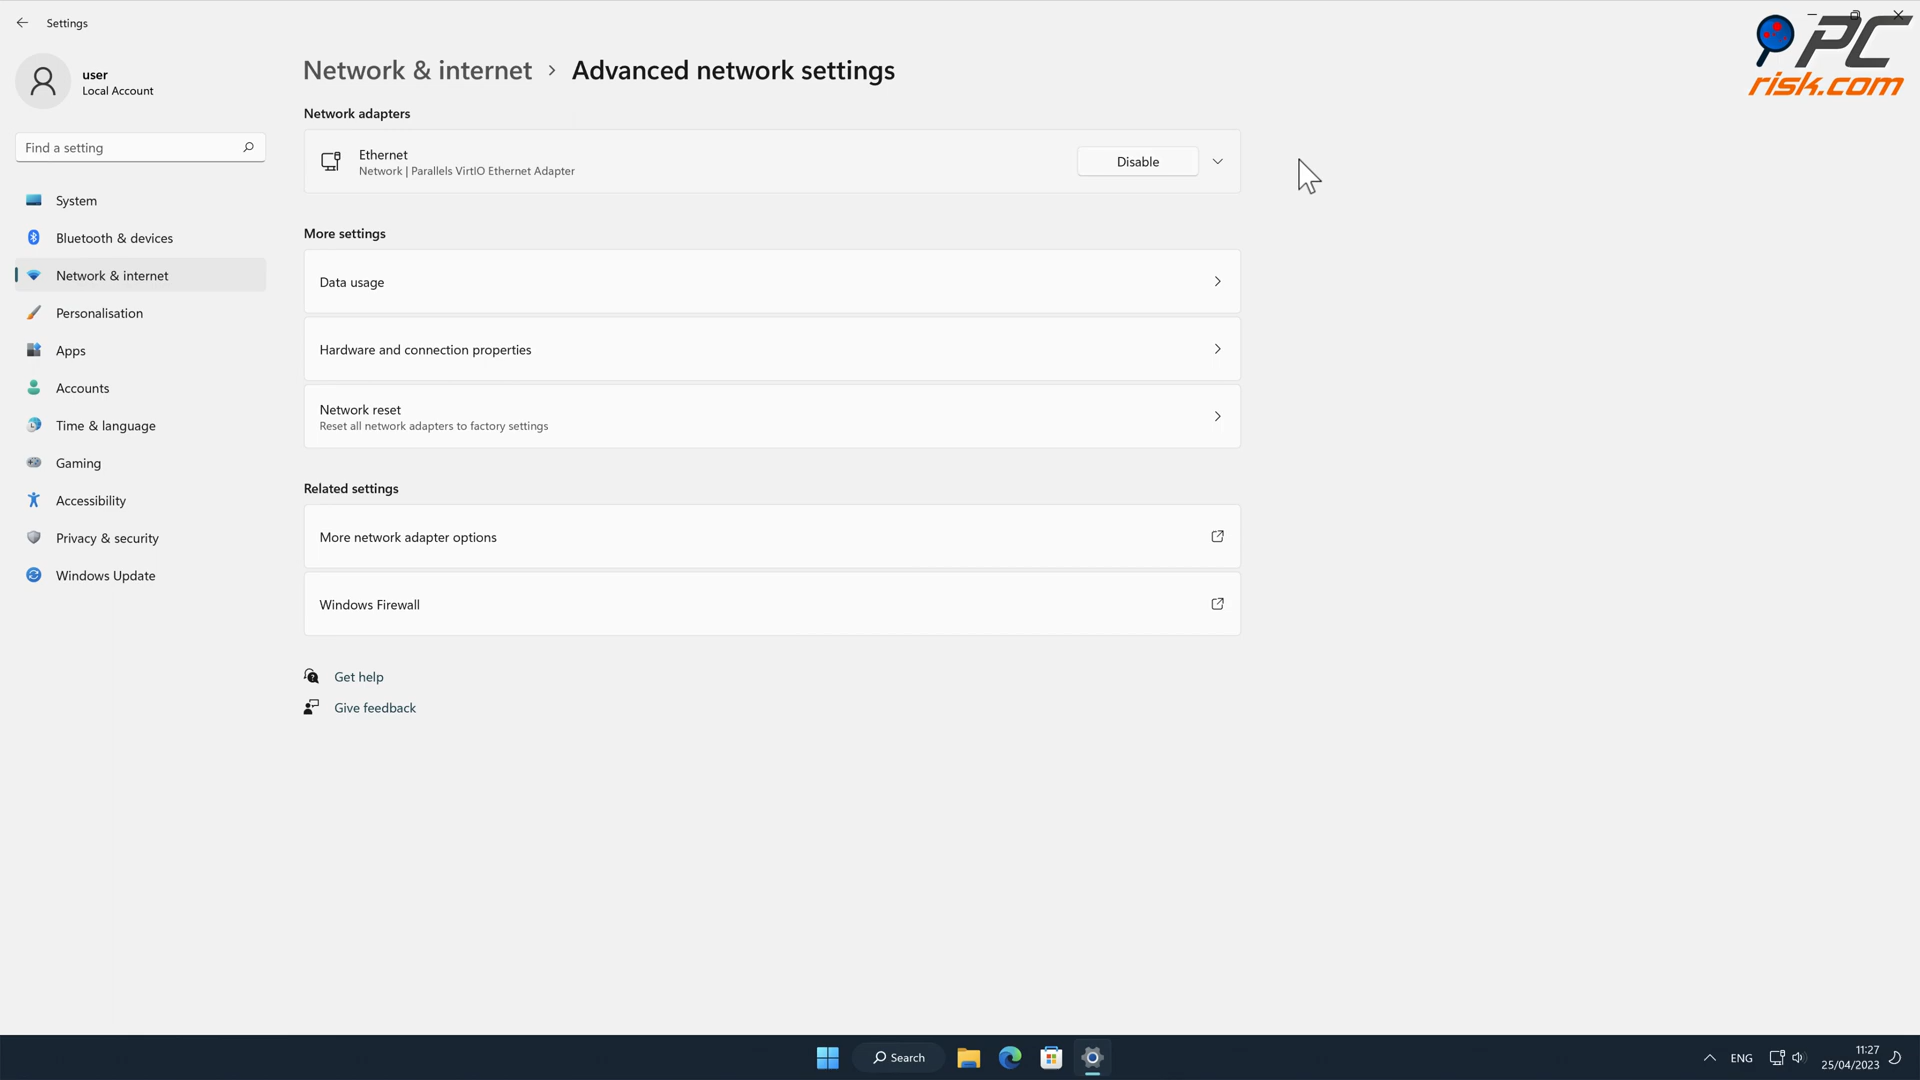 Settings
user
Local Account
Find a setting
System
Bluetooth & devices
Network & internet
Personalisation
Apps
Accounts
Time & language
Gaming
Accessibility
Privacy & security
Windows Update
Network & internet > Advanced network settings
Network adapters
Ethernet
Network | Parallels VirtIO Ethernet Adapter
Disable
More settings
Data usage
Hardware and connection properties
Network reset
Reset all network adapters to factory settings
Related settings
More network adapter options
Windows Firewall
Get help
Give feedback
PC
risk.com
Search
ENG
11:27
25/04/2023